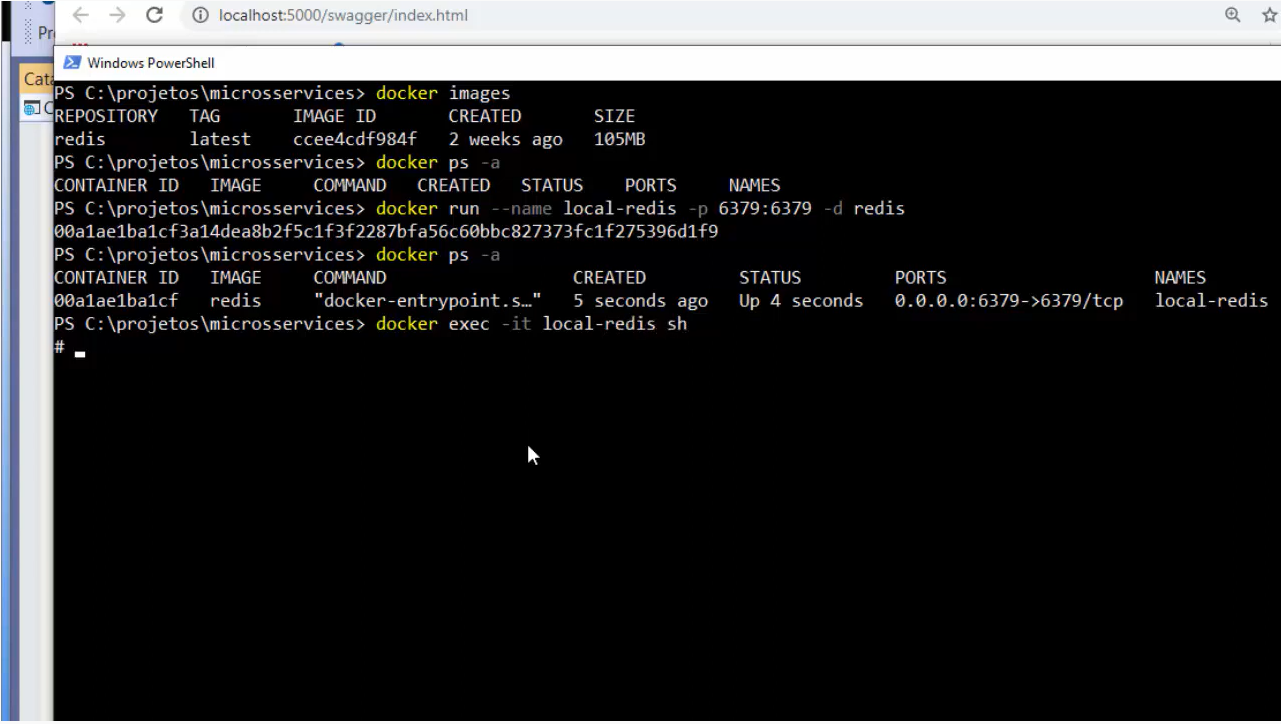 localhost:5000/swagger/index.html
Pr
Windows PowerShell
Cata
C
PS C:\projetos\microsservices> docker images
REPOSITORY TAG IMAGE ID CREATED SIZE
redis latest ccee4cdf984f 2 weeks ago 105MB
PS C:\projetos\microsservices> docker ps -a
CONTAINER ID IMAGE COMMAND CREATED STATUS PORTS NAMES
PS C:\projetos\microsservices> docker run --name local-redis -p 6379:6379 -d redis
00a1ae1ba1cf3a14dea8b2f5c1f3f2287bfa56c60bbc827373fc1f275396d1f9
PS C:\projetos\microsservices> docker ps -a
CONTAINER ID IMAGE COMMAND CREATED STATUS PORTS NAMES
00a1ae1ba1cf redis "docker-entrypoint.s…" 5 seconds ago Up 4 seconds 0.0.0.0:6379->6379/tcp local-redis
PS C:\projetos\microsservices> docker exec -it local-redis sh
#